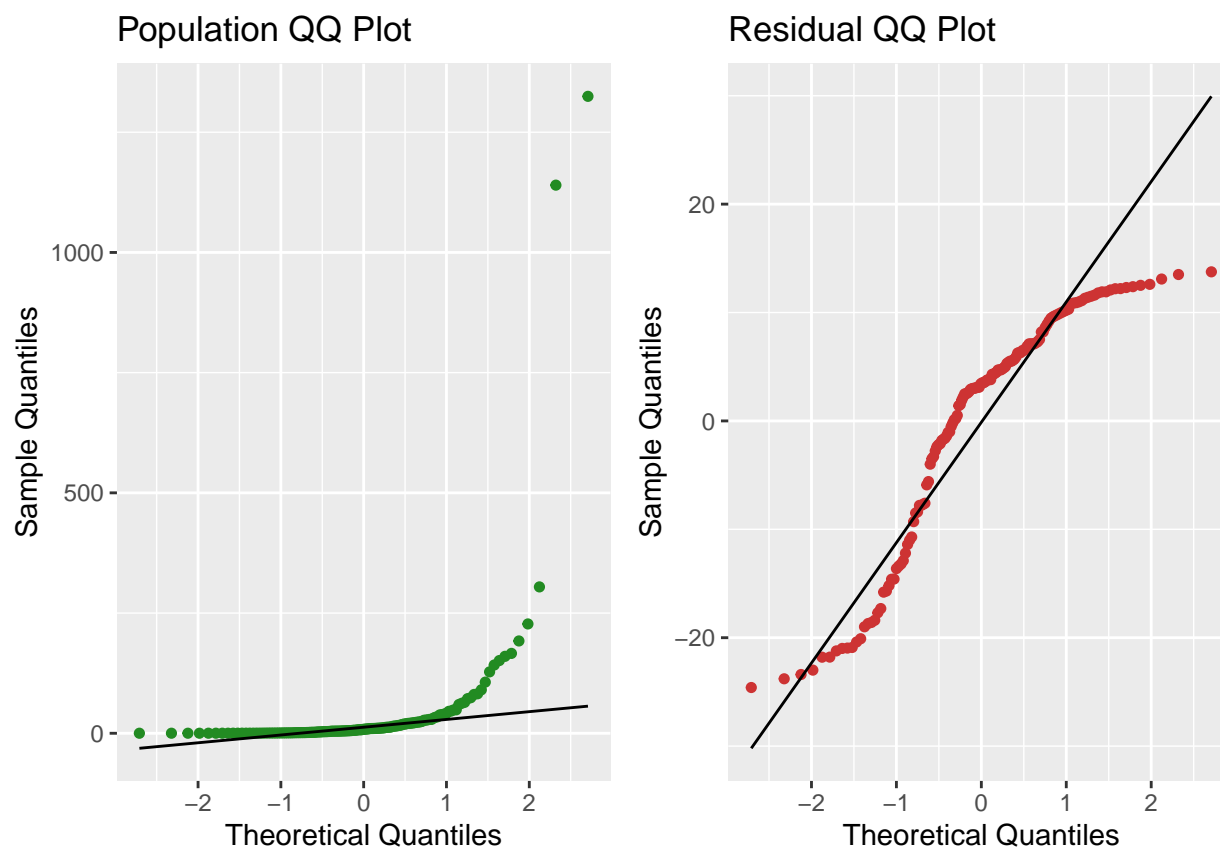 Population QQ Plot
Sample Quantiles
1000
500
0
−2
−1
0
1
2
Theoretical Quantiles
Residual QQ Plot
Sample Quantiles
20
0
−20
−2
−1
0
1
2
Theoretical Quantiles